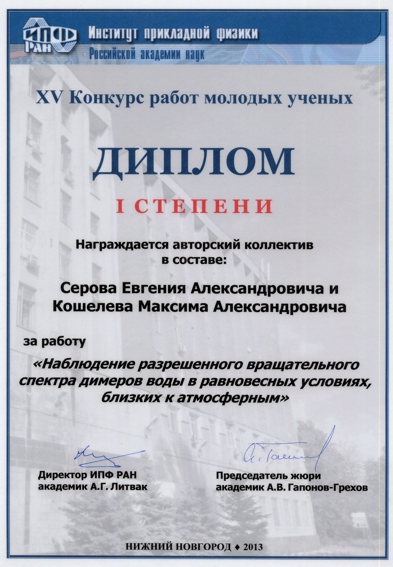 ИПФ
РАН
Институт прикладной физики
Российской академии наук
XV Конкурс работ молодых ученых
ДИПЛОМ
I СТЕПЕНИ
Награждается авторский коллектив
в составе:
Серова Евгения Александровича и
Кошелева Максима Александровича
за работу
«Наблюдение разрешенного вращательного
спектра димеров воды в равновесных условиях,
близких к атмосферным»
Директор ИПФ РАН
академик А.Г. Литвак
Председатель жюри
академик А.В. Гапонов-Грехов
НИЖНИЙ НОВГОРОД ♦ 2013